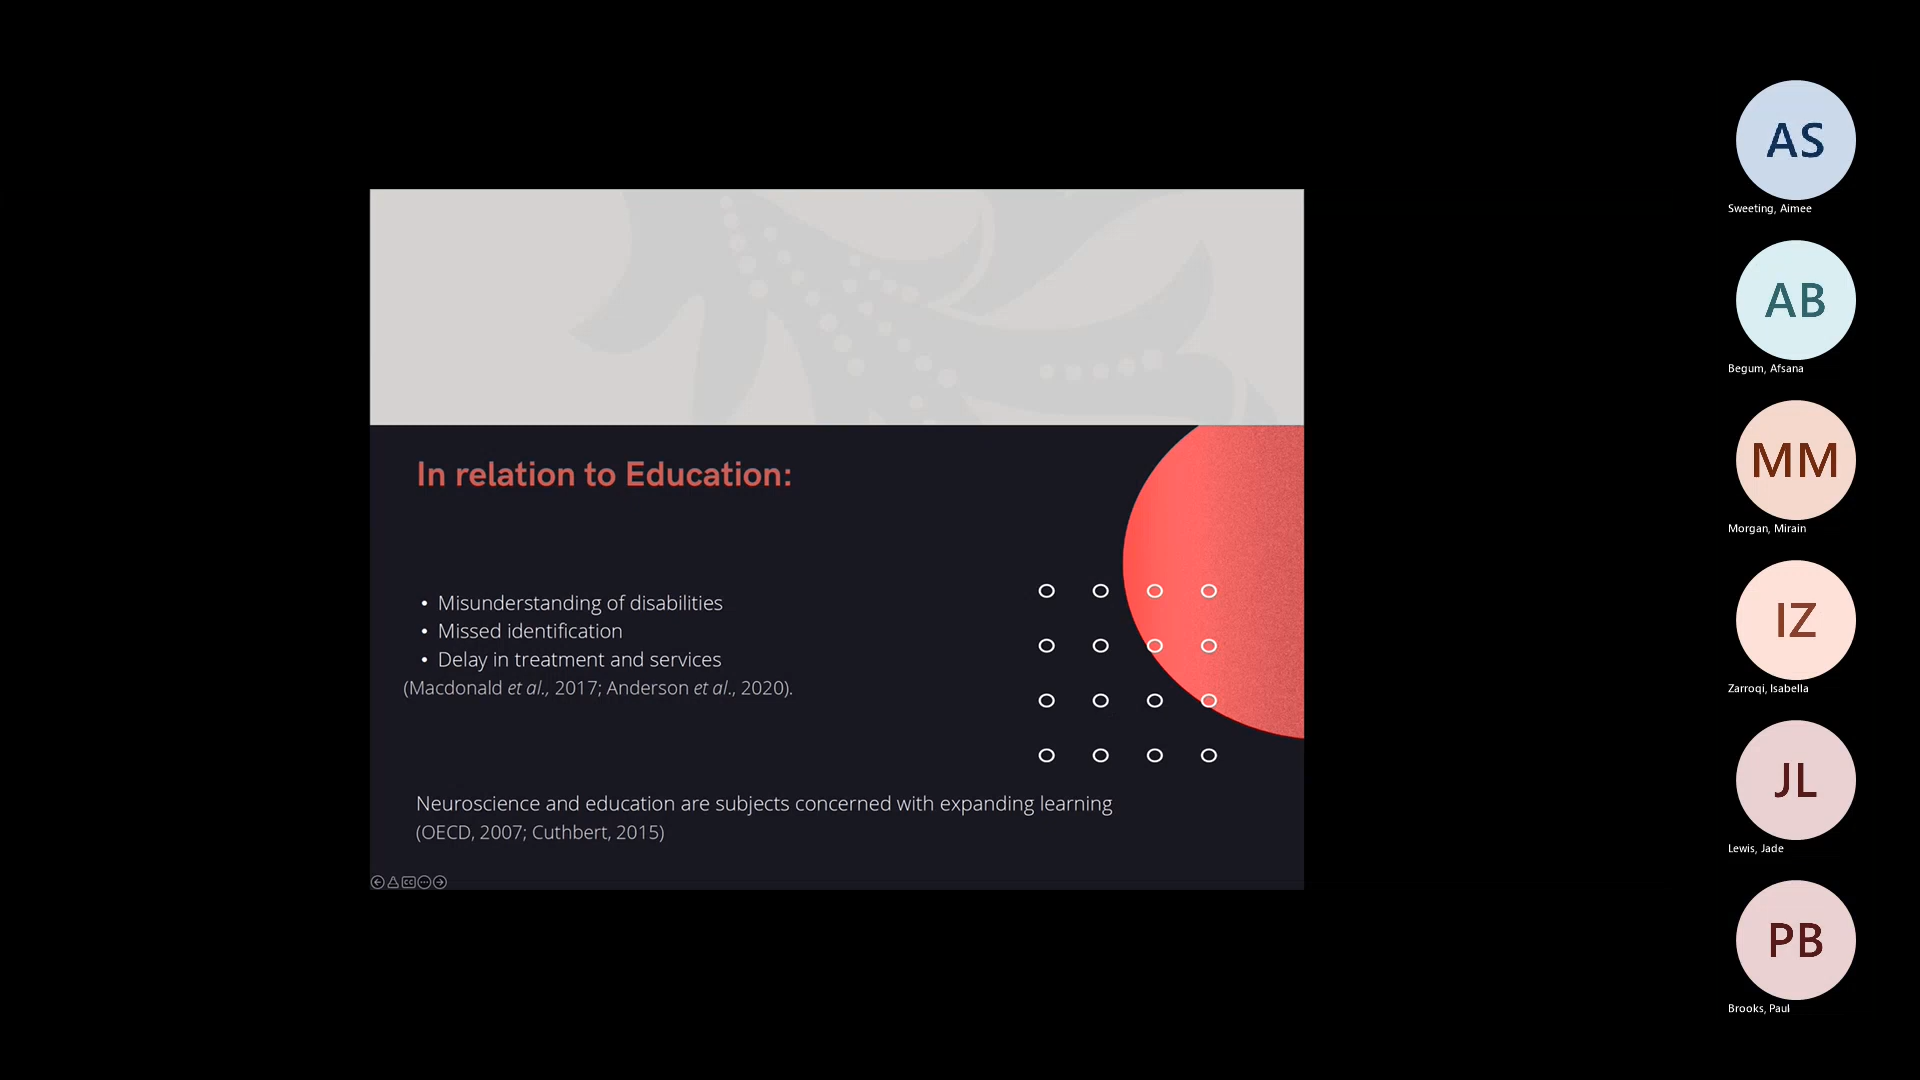 In relation to Education:
• Misunderstanding of disabilities
• Missed identification
• Delay in treatment and services
(Macdonald et al., 2017; Anderson et al., 2020).
Neuroscience and education are subjects concerned with expanding learning
(OECD, 2007; Cuthbert, 2015)
CC
AS
Sweeting, Aimee
AB
Begum, Afsana
MM
Morgan, Mirain
IZ
Zarroqi, Isabella
JL
Lewis, Jade
PB
Brooks, Paul